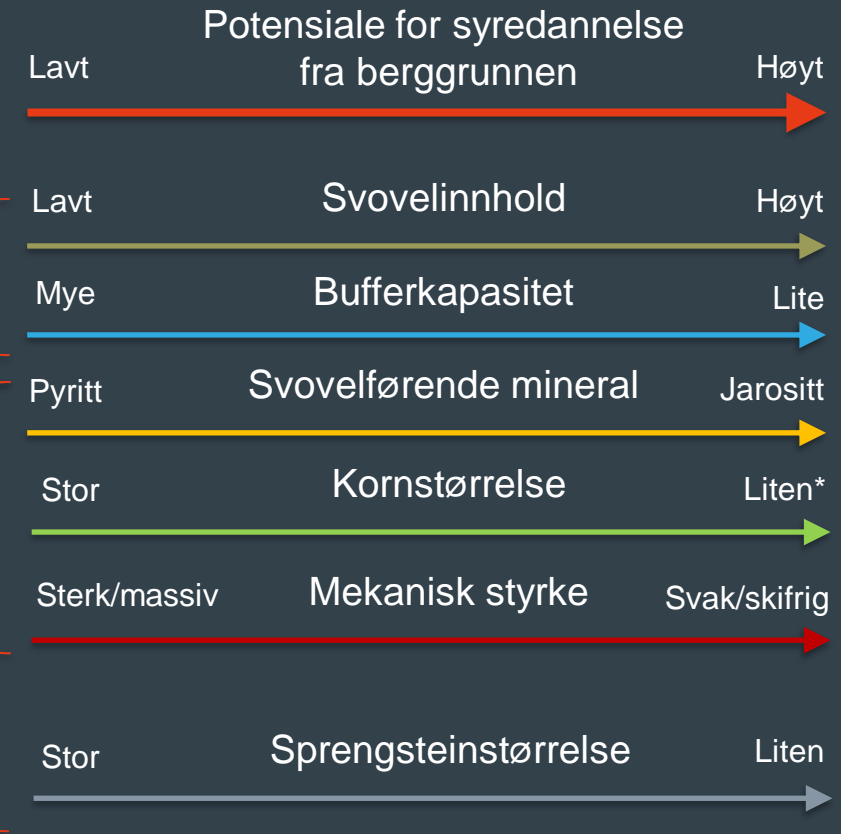 Potensiale for syredannelse
Lavt fra berggrunnen Høyt
Lavt Svovelinnhold Høyt
Mye Bufferkapasitet Lite
Pyritt Svovelførende mineral Jarositt
Stor Kornstørrelse Liten*
Sterk/massiv Mekanisk styrke Svak/skifrig
Stor Sprengsteinstørrelse Liten